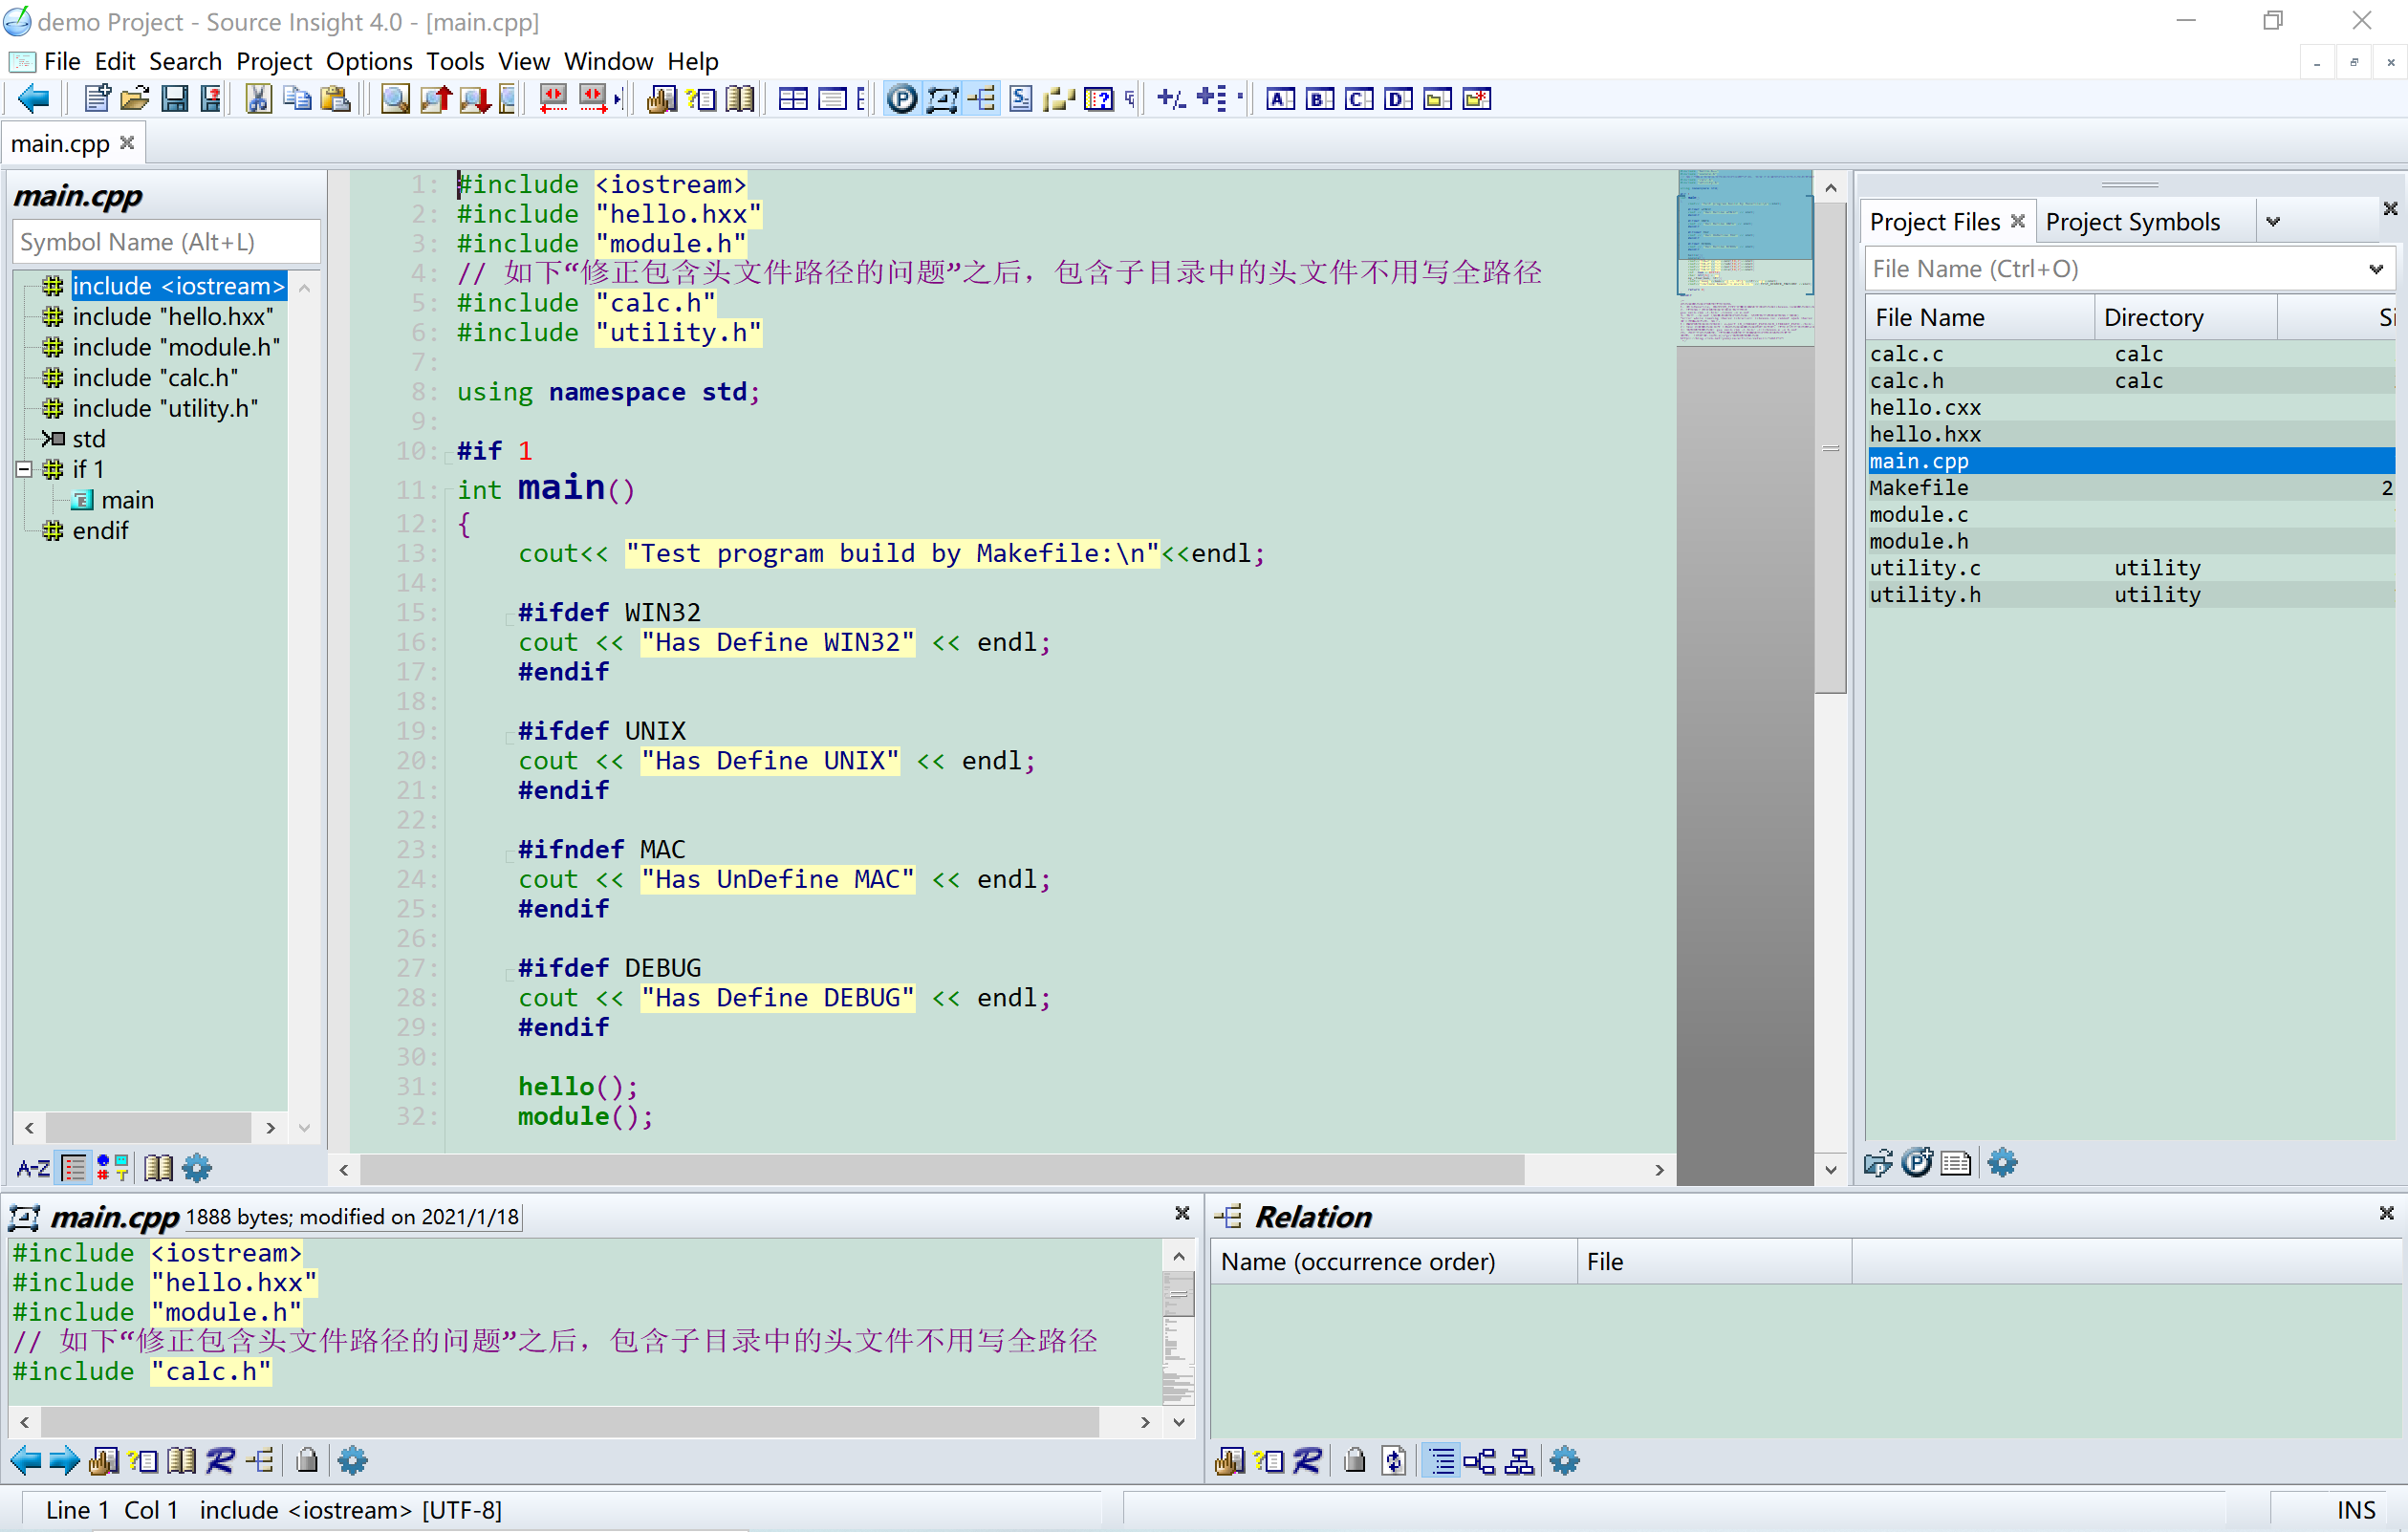 demo Project - Source Insight 4.0 - [main.cpp]
File Edit Search Project Options Tools View Window Help
main.cpp
main.cpp
Symbol Name (Alt+L)
include <iostream>
include "hello.hxx"
include "module.h"
include "calc.h"
include "utility.h"
std
if 1
main
endif
A-Z
1: #include <iostream>
2: #include "hello.hxx"
3: #include "module.h"
4: // 如下“修正包含头文件路径的问题”之后，包含子目录中的头文件不用写全路径
5: #include "calc.h"
6: #include "utility.h"
7:
8: using namespace std;
9:
10: #if 1
11: int main()
12: {
13: cout<< "Test program build by Makefile:\n"<<endl;
14:
15: #ifdef WIN32
16: cout << "Has Define WIN32" << endl;
17: #endif
18:
19: #ifdef UNIX
20: cout << "Has Define UNIX" << endl;
21: #endif
22:
23: #ifndef MAC
24: cout << "Has UnDefine MAC" << endl;
25: #endif
26:
27: #ifdef DEBUG
28: cout << "Has Define DEBUG" << endl;
29: #endif
30:
31: hello();
32: module();
Project Files Project Symbols
File Name (Ctrl+O)
File Name Directory Si
calc.c calc
calc.h calc
hello.cxx
hello.hxx
main.cpp
Makefile 2
module.c
module.h
utility.c utility
utility.h utility
main.cpp 1888 bytes; modified on 2021/1/18
#include <iostream>
#include "hello.hxx"
#include "module.h"
// 如下“修正包含头文件路径的问题”之后，包含子目录中的头文件不用写全路径
#include "calc.h"
Relation
Name (occurrence order) File
Line 1 Col 1 include <iostream> [UTF-8]
INS